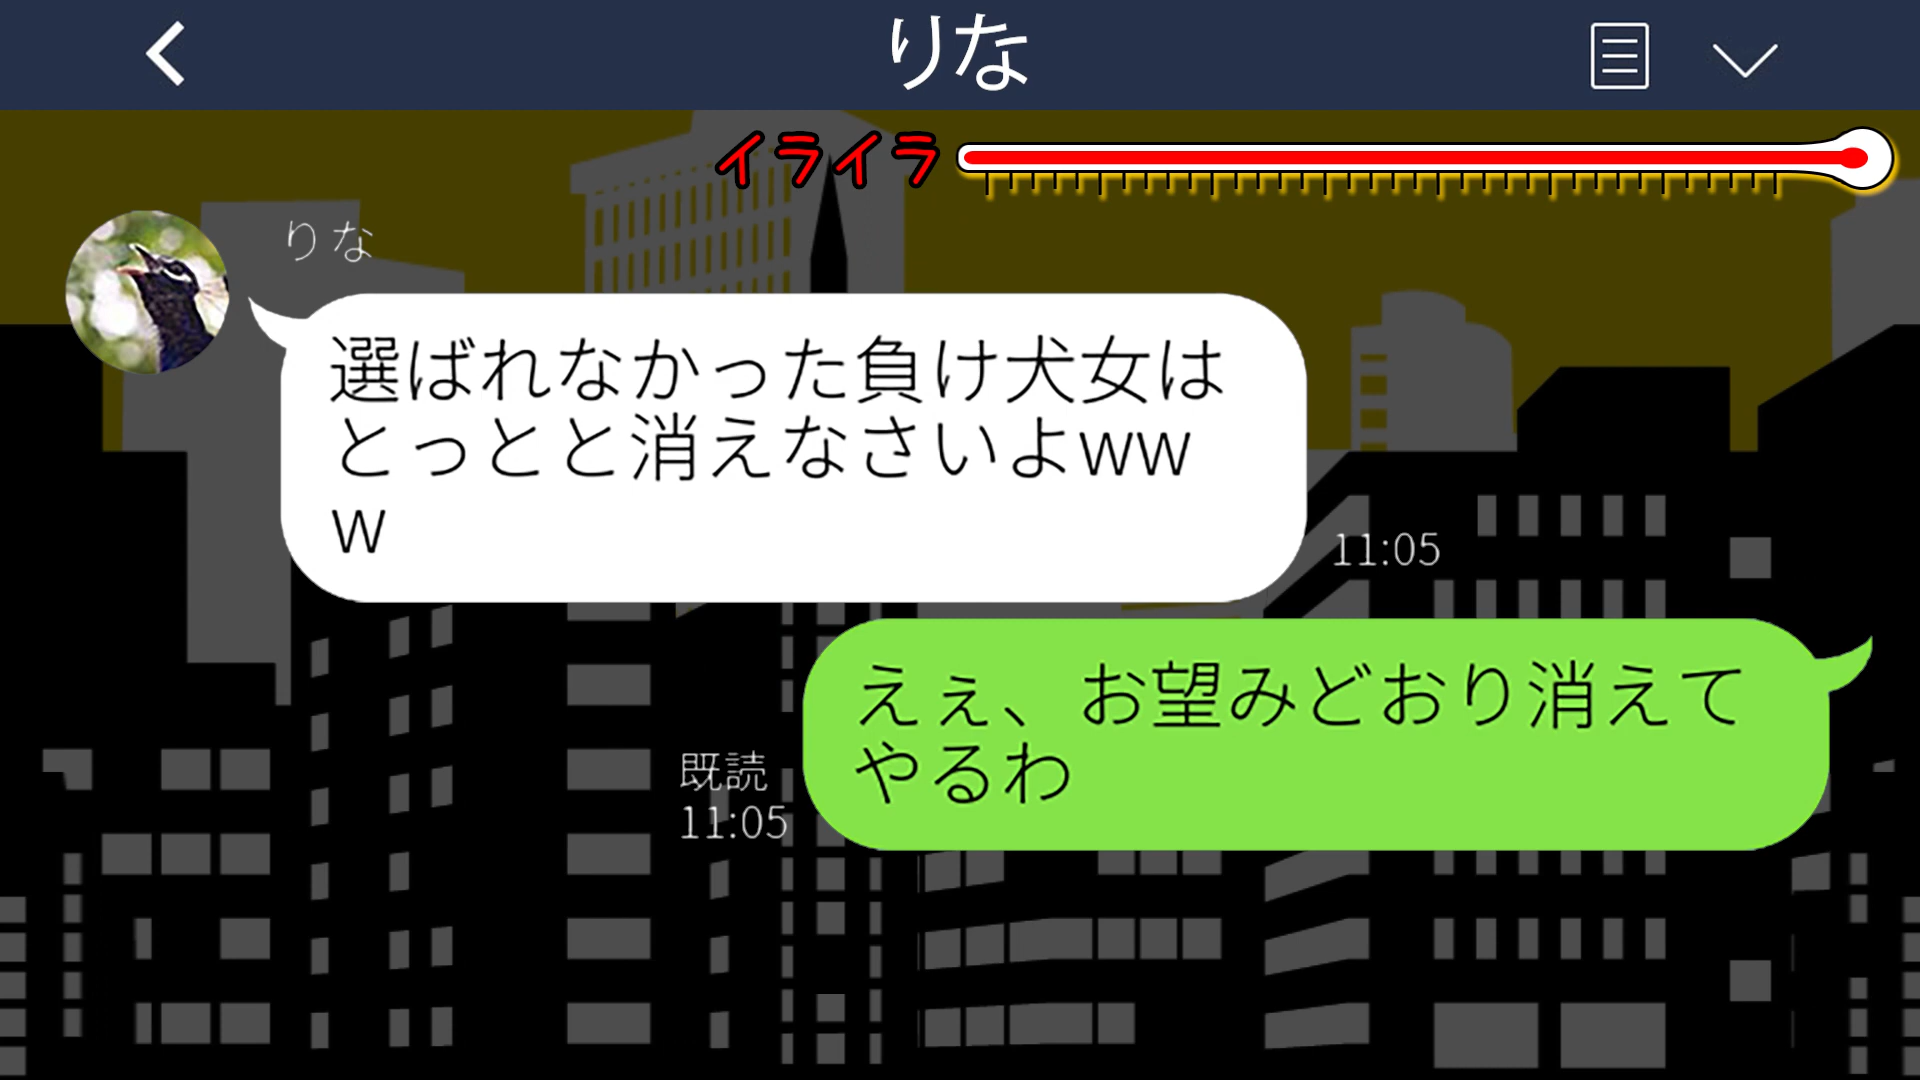 りな
イライラ
りな
選ばれなかった負け犬女は
とっとと消えなさいよww
w
11:05
えぇ、お望みどおり消えて
やるわ
既読
11:05